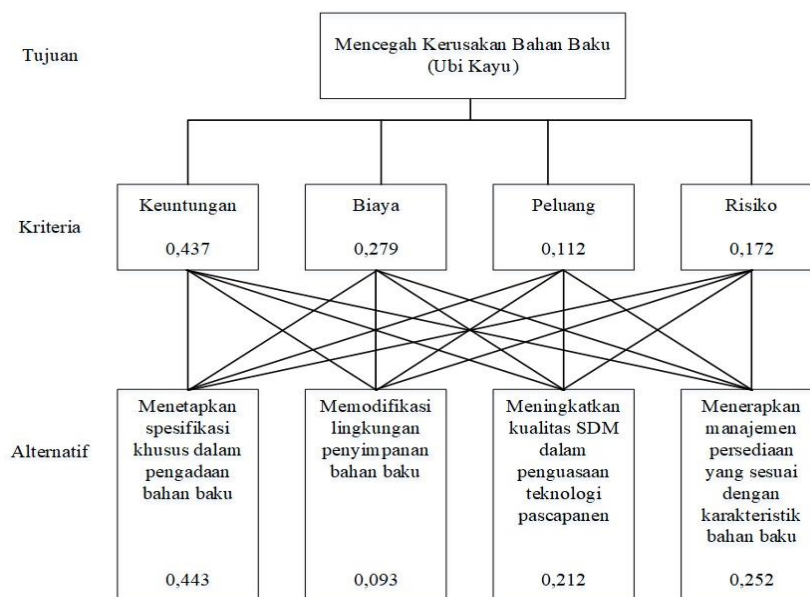 Tujuan
Mencegah Kerusakan Bahan Baku
(Ubi Kayu)
Kriteria
Keuntungan
0,437
Biaya
0,279
Peluang
0,112
Risiko
0,172
Alternatif
Menetapkan
spesifikasi
khusus dalam
pengadaan
bahan baku
0,443
Memodifikasi
lingkungan
penyimpanan
bahan baku
0,093
Meningkatkan
kualitas SDM
dalam
penguasaan
teknologi
pascapanen
0,212
Menerapkan
manajemen
persediaan
yang sesuai
dengan
karakteristik
bahan baku
0,252